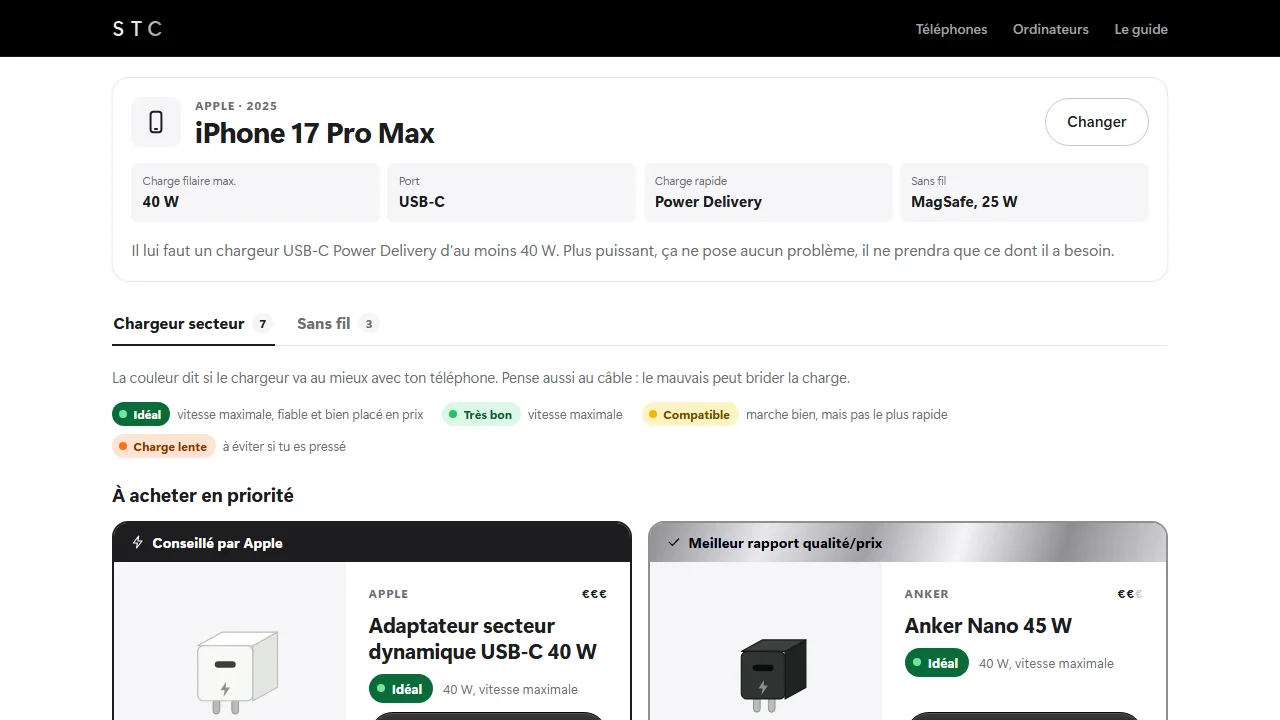 STC
Téléphones
Ordinateurs
Le guide
APPLE · 2025
iPhone 17 Pro Max
Changer
Charge filaire max.
40 W
Port
USB-C
Charge rapide
Power Delivery
Sans fil
MagSafe, 25 W
Il lui faut un chargeur USB-C Power Delivery d’au moins 40 W. Plus puissant, ça ne pose aucun problème, il ne prendra que ce dont il a besoin.
Chargeur secteur 7
Sans fil 3
La couleur dit si le chargeur va au mieux avec ton téléphone. Pense aussi au câble : le mauvais peut brider la charge.
Idéal vitesse maximale, fiable et bien placé en prix
Très bon vitesse maximale
Compatible marche bien, mais pas le plus rapide
Charge lente à éviter si tu es pressé
À acheter en priorité
Conseillé par Apple
APPLE €€€
Adaptateur secteur
dynamique USB-C 40 W
Idéal 40 W, vitesse maximale
Meilleur rapport qualité/prix
ANKER €€€
Anker Nano 45 W
Idéal 40 W, vitesse maximale